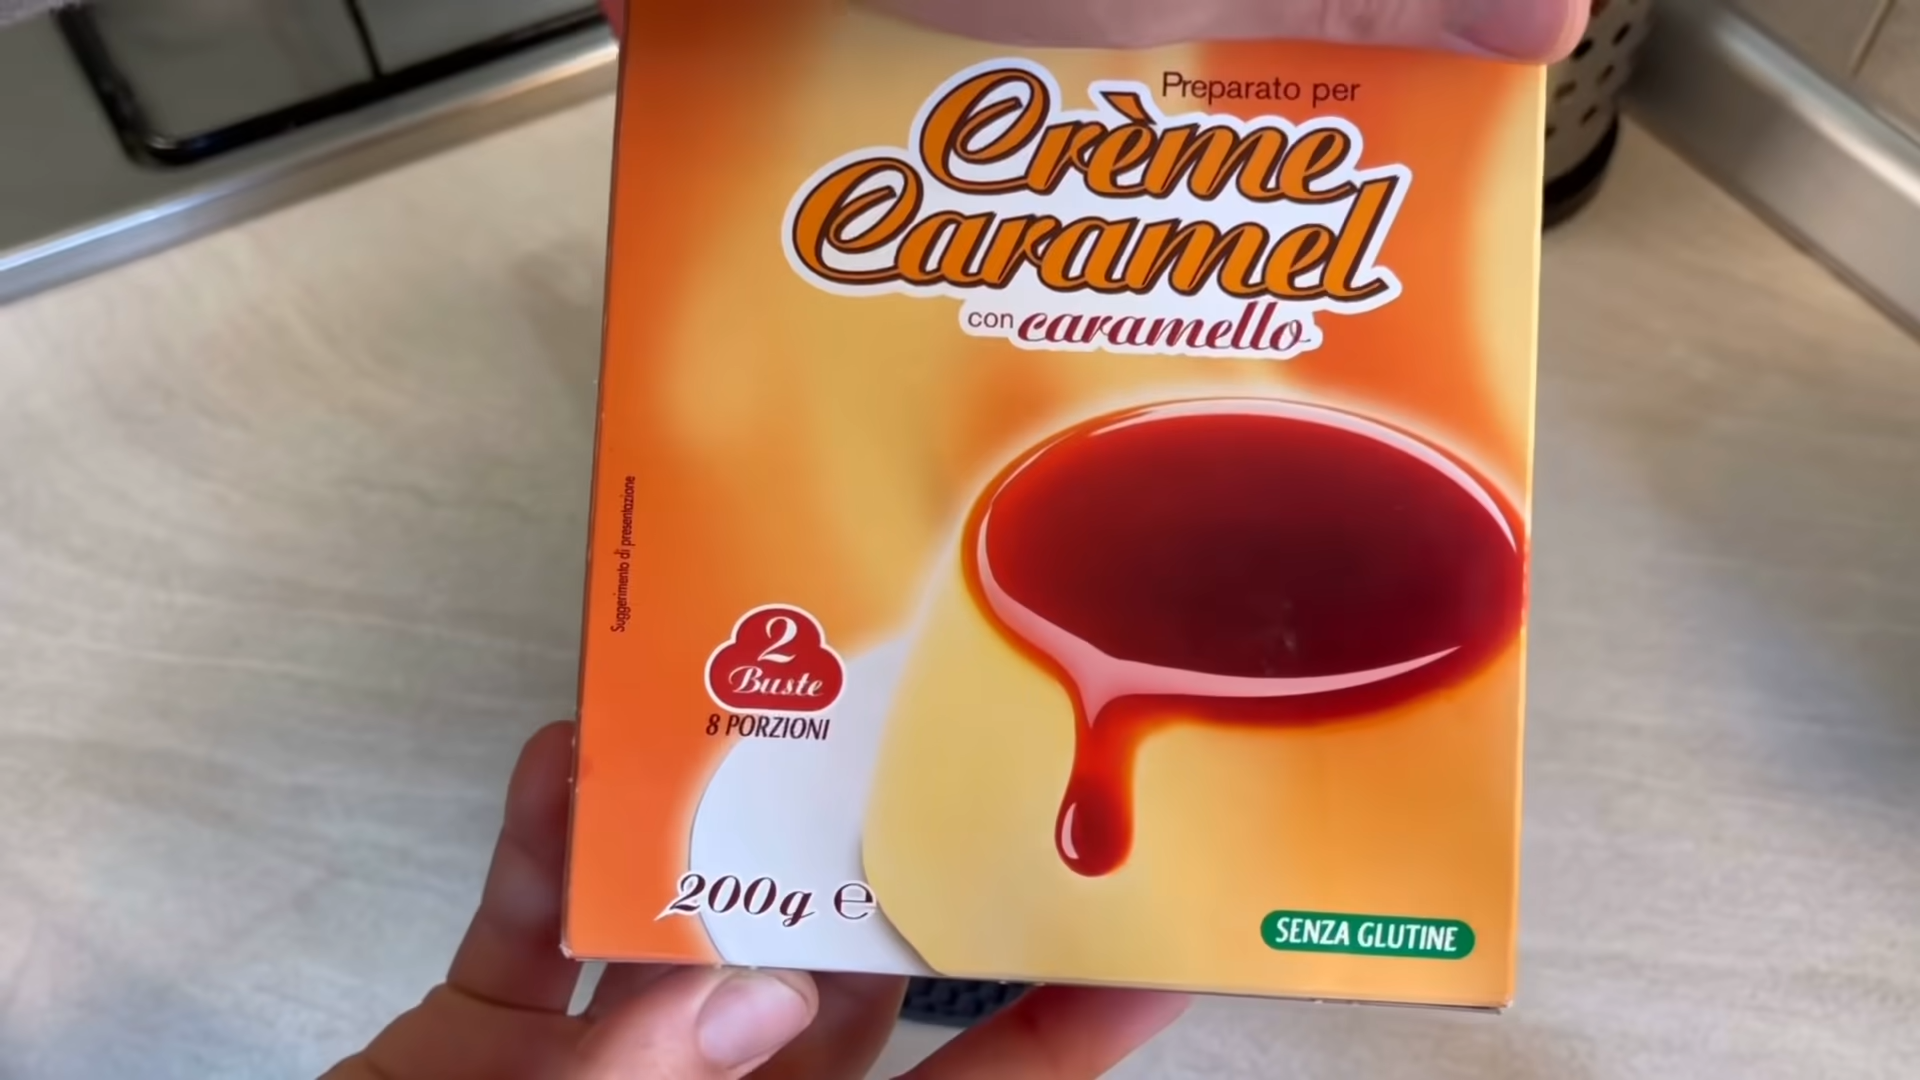 Preparato per
Crème
Caramel
con caramello
Suggerimento di presentazione
2
Buste
8 PORZIONI
200g ℮
SENZA GLUTINE